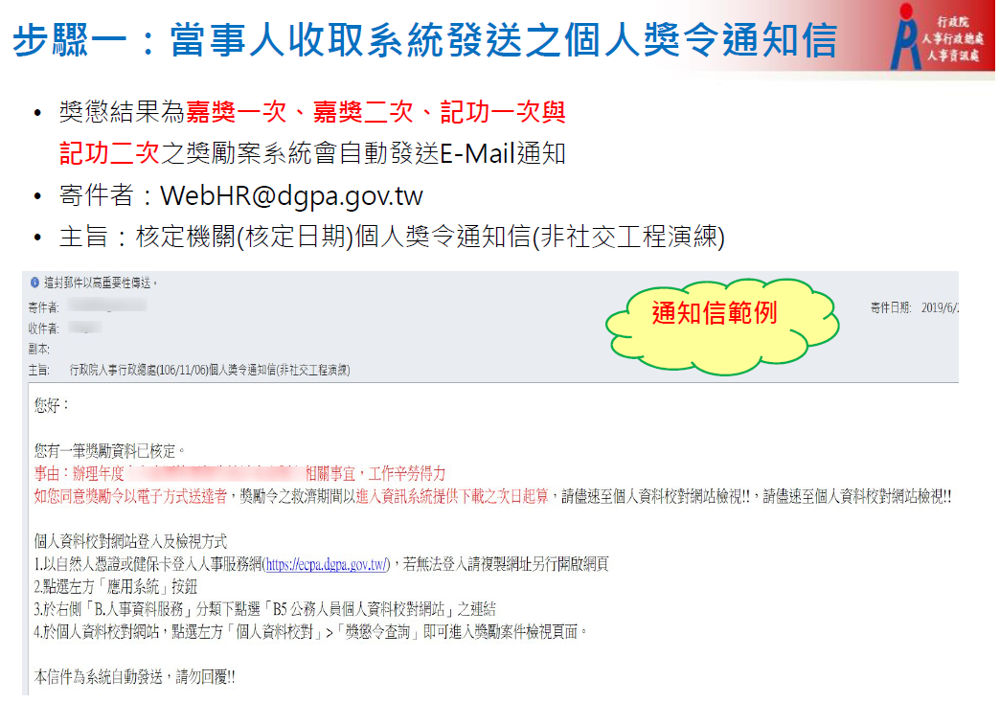 步驟一：當事人收取系統發送之個人獎令通知信
行政院
人事行政總處
人事資訊處
• 獎懲結果為嘉獎一次、嘉獎二次、記功一次與
記功二次之獎勵案系統會自動發送E-Mail通知
• 寄件者：WebHR@dgpa.gov.tw
• 主旨：核定機關(核定日期)個人獎令通知信(非社交工程演練)
這封郵件以高重要性傳送。
通知信範例
寄件者:
寄件日期: 2019/6/2
收件者:
副本:
主旨: 行政院人事行政總處(106/11/06)個人獎令通知信(非社交工程演練)
您好：
您有一筆獎勵資料已核定。
事由：辦理年度 相關事宜，工作辛勞得力
如您同意獎勵令以電子方式送達者，獎勵令之救濟期間以進入資訊系統提供下載之次日起算，請儘速至個人資料校對網站檢視!!，請儘速至個人資料校對網站檢視!!
個人資料校對網站登入及檢視方式
1.以自然人憑證或健保卡登入人事服務網(https://ecpa.dgpa.gov.tw/)，若無法登入請複製網址另行開啟網頁
2.點選左方「應用系統」按鈕
3.於右側「B.人事資料服務」分類下點選「B5 公務人員個人資料校對網站」之連結
4.於個人資料校對網站，點選左方「個人資料校對」>「獎懲令查詢」即可進入獎勵案件檢視頁面。
本信件為系統自動發送，請勿回覆!!